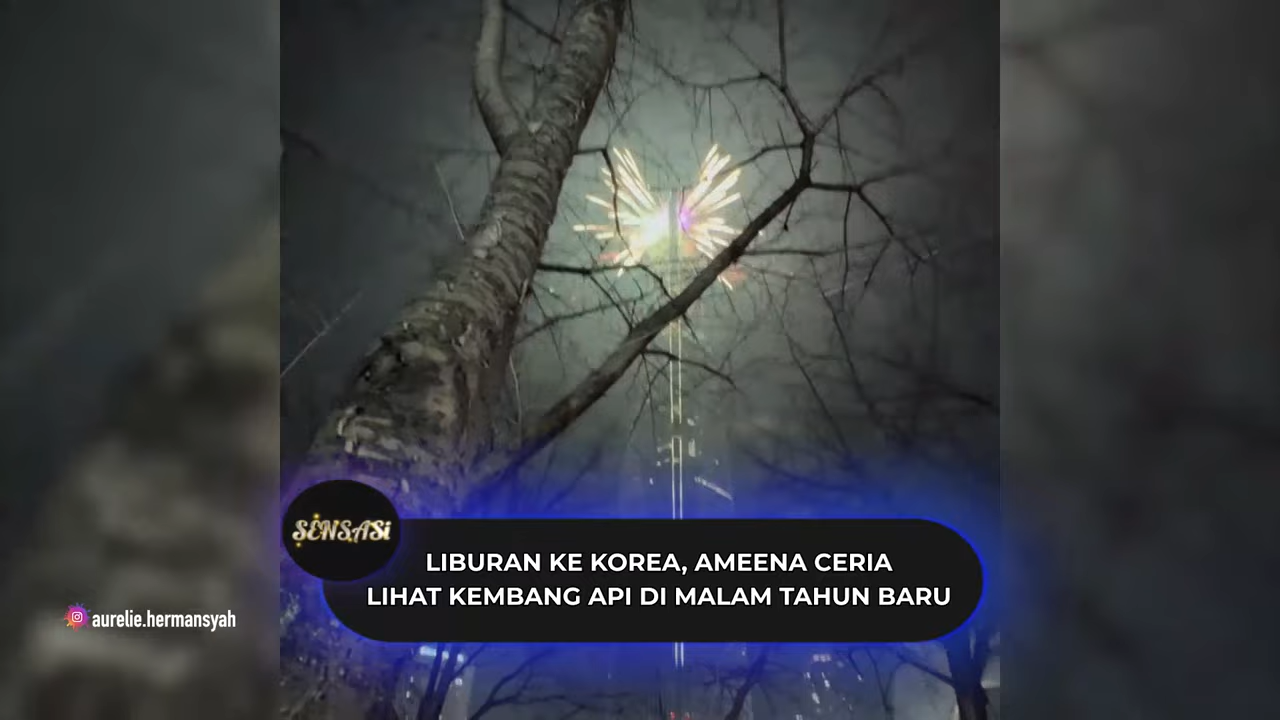 SENSASi
LIBURAN KE KOREA, AMEENA CERIA
LIHAT KEMBANG API DI MALAM TAHUN BARU
aurelie.hermansyah